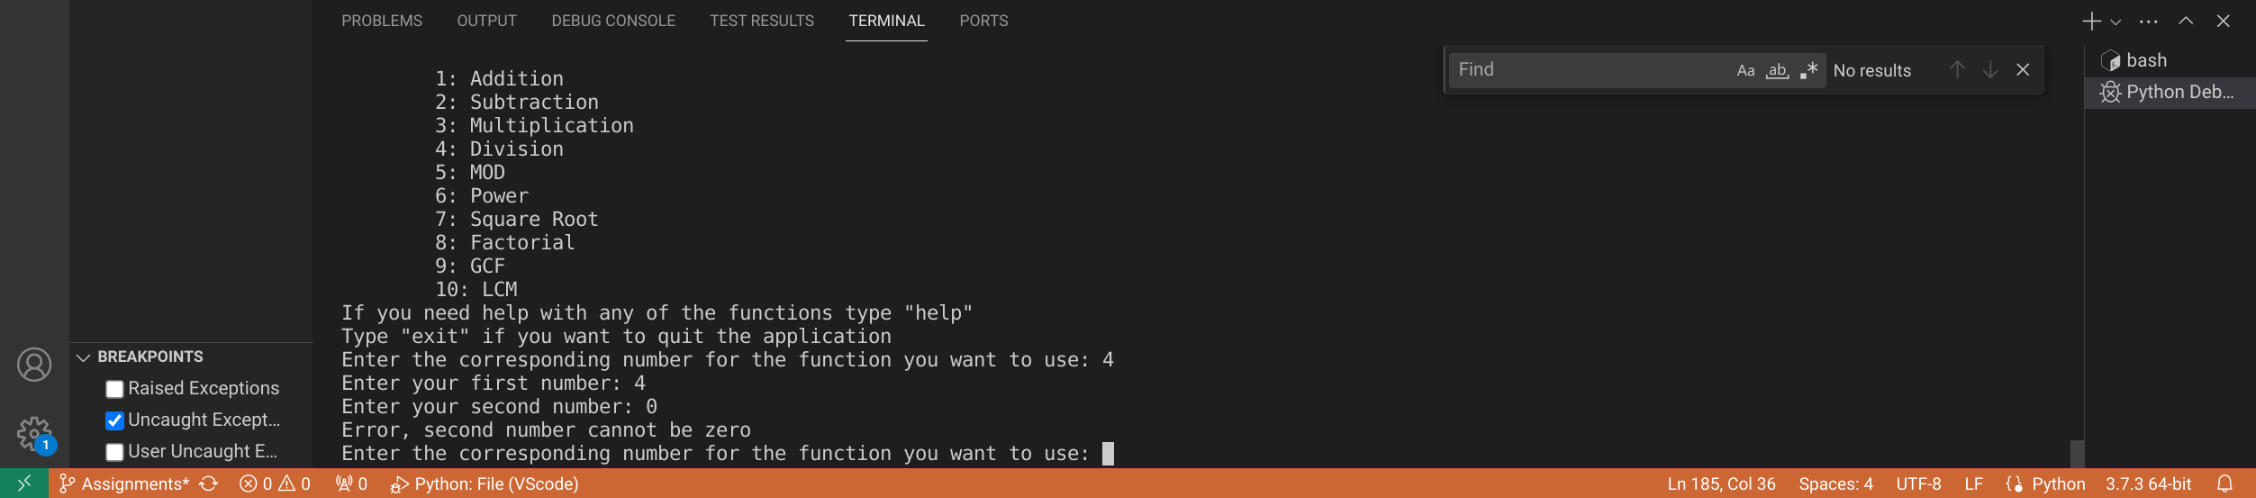 PROBLEMS OUTPUT DEBUG CONSOLE TEST RESULTS TERMINAL PORTS
Find Aa ab .* No results
bash
Python Deb...
1: Addition
2: Subtraction
3: Multiplication
4: Division
5: MOD
6: Power
7: Square Root
8: Factorial
9: GCF
10: LCM
If you need help with any of the functions type "help"
Type "exit" if you want to quit the application
Enter the corresponding number for the function you want to use: 4
Enter your first number: 4
Enter your second number: 0
Error, second number cannot be zero
Enter the corresponding number for the function you want to use:
BREAKPOINTS
Raised Exceptions
Uncaught Except...
User Uncaught E...
1
Assignments* 0 0 0 Python: File (VScode) Ln 185, Col 36 Spaces: 4 UTF-8 LF Python 3.7.3 64-bit